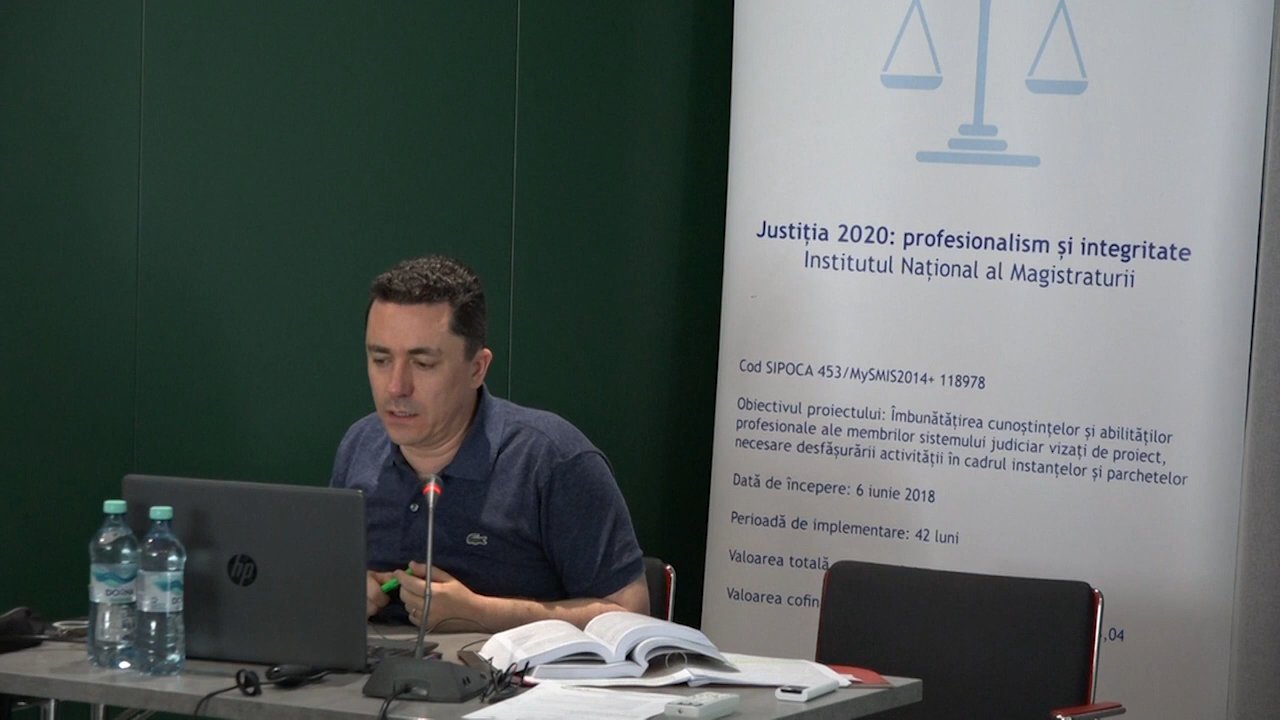 Justiția 2020: profesionalism și integritate
Institutul Național al Magistraturii
Cod SIPOCA 453/MySMIS2014+ 118978
Obiectivul proiectului: Îmbunătățirea cunoștințelor și abilităților
profesionale ale membrilor sistemului judiciar vizați de proiect,
necesare desfășurării activității în cadrul instanțelor și parchetelor
Dată de începere: 6 iunie 2018
Perioadă de implementare: 42 luni
Valoarea totală
Valoarea
,04
hp
DORNA